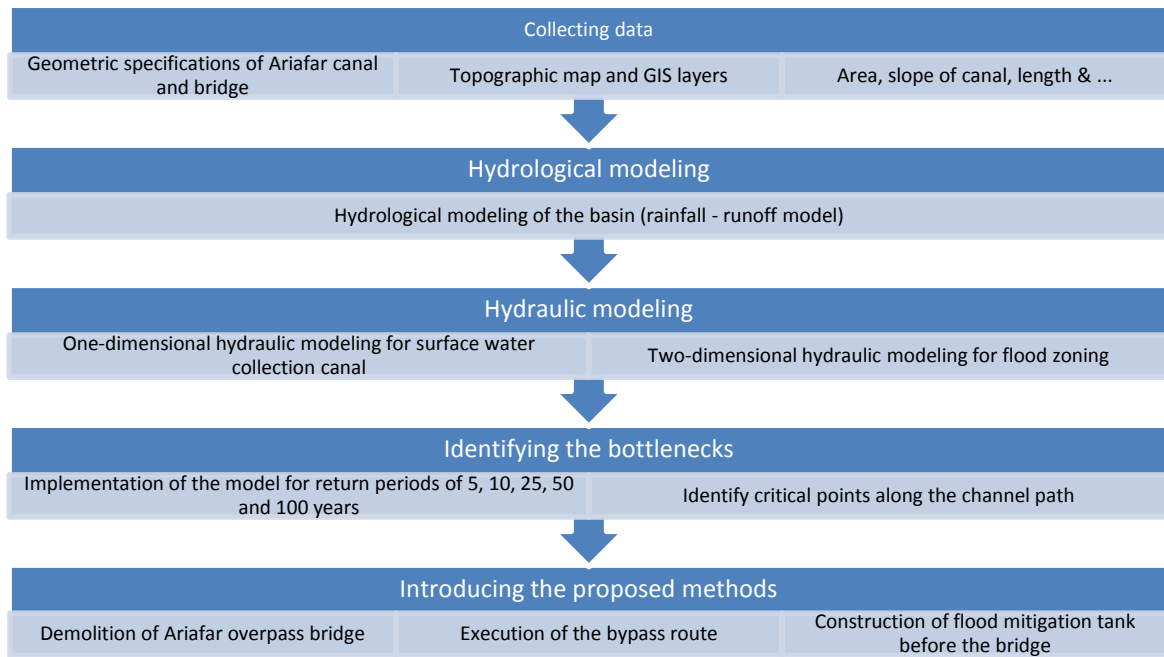 Collecting data
Geometric specifications of Ariafar canal
and bridge
Topographic map and GIS layers
Area, slope of canal, length & ...
Hydrological modeling
Hydrological modeling of the basin (rainfall - runoff model)
Hydraulic modeling
One-dimensional hydraulic modeling for surface water
collection canal
Two-dimensional hydraulic modeling for flood zoning
Identifying the bottlenecks
Implementation of the model for return periods of 5, 10, 25, 50
and 100 years
Identify critical points along the channel path
Introducing the proposed methods
Demolition of Ariafar overpass bridge
Execution of the bypass route
Construction of flood mitigation tank
before the bridge